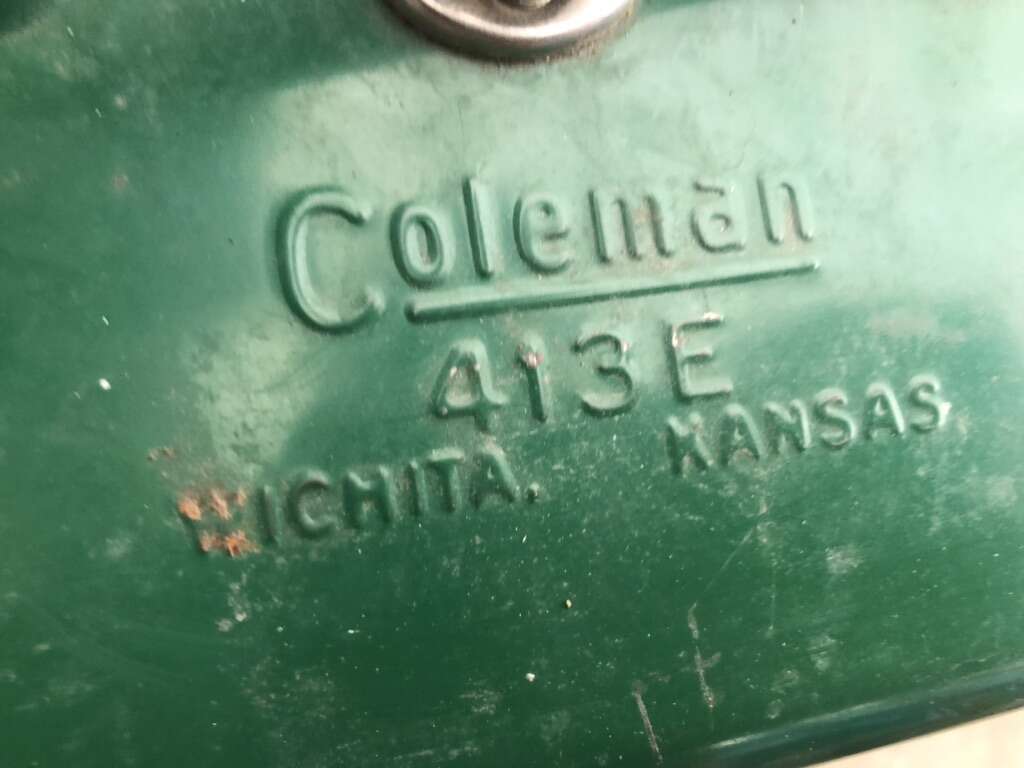 Coleman
413E
WICHITA, KANSAS